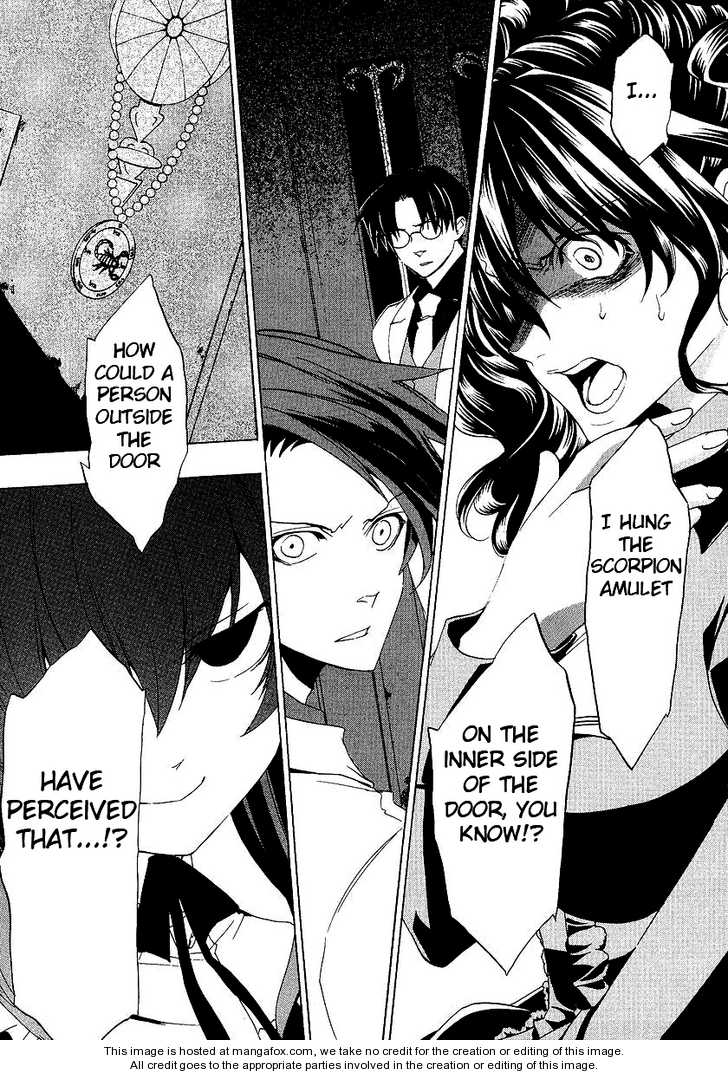 I...
I HUNG
THE
SCORPION
AMULET
ON THE
INNER SIDE
OF THE
DOOR, YOU
KNOW!?
HOW
COULD A
PERSON
OUTSIDE
THE
DOOR
HAVE
PERCEIVED
THAT...!?
This image is hosted at mangafox.com, we take no credit for the creation or editing of this image.
All credit goes to the appropriate parties involved in the creation or editing of this image.